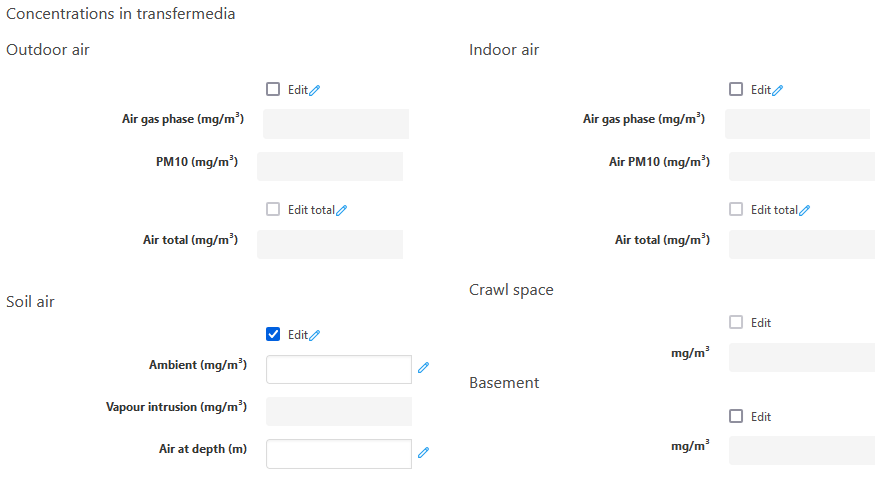 Concentrations in transfermedia
Outdoor air
Edit
Air gas phase (mg/m³)
PM10 (mg/m³)
Edit total
Air total (mg/m³)
Soil air
Edit
Ambient (mg/m³)
Vapour intrusion (mg/m³)
Air at depth (m)
Indoor air
Edit
Air gas phase (mg/m³)
Air PM10 (mg/m³)
Edit total
Air total (mg/m³)
Crawl space
Edit
mg/m³
Basement
Edit
mg/m³